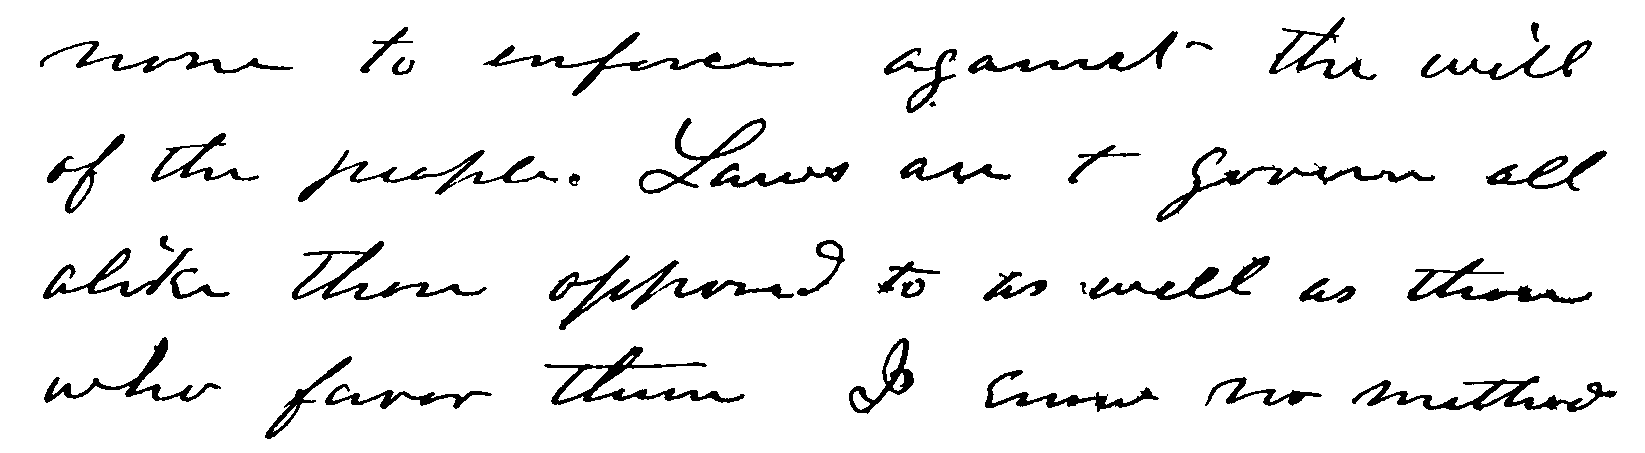 none to enforce against the will
of the people. Laws are to govern all
alike those opposed to as well as those
who favor them I know no method